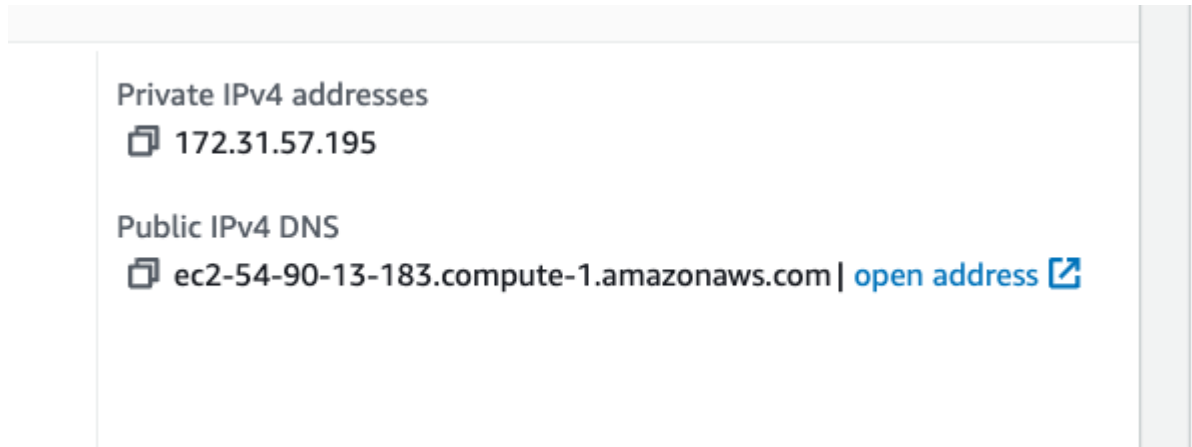 Private IPv4 addresses
172.31.57.195
Public IPv4 DNS
ec2-54-90-13-183.compute-1.amazonaws.com | open address